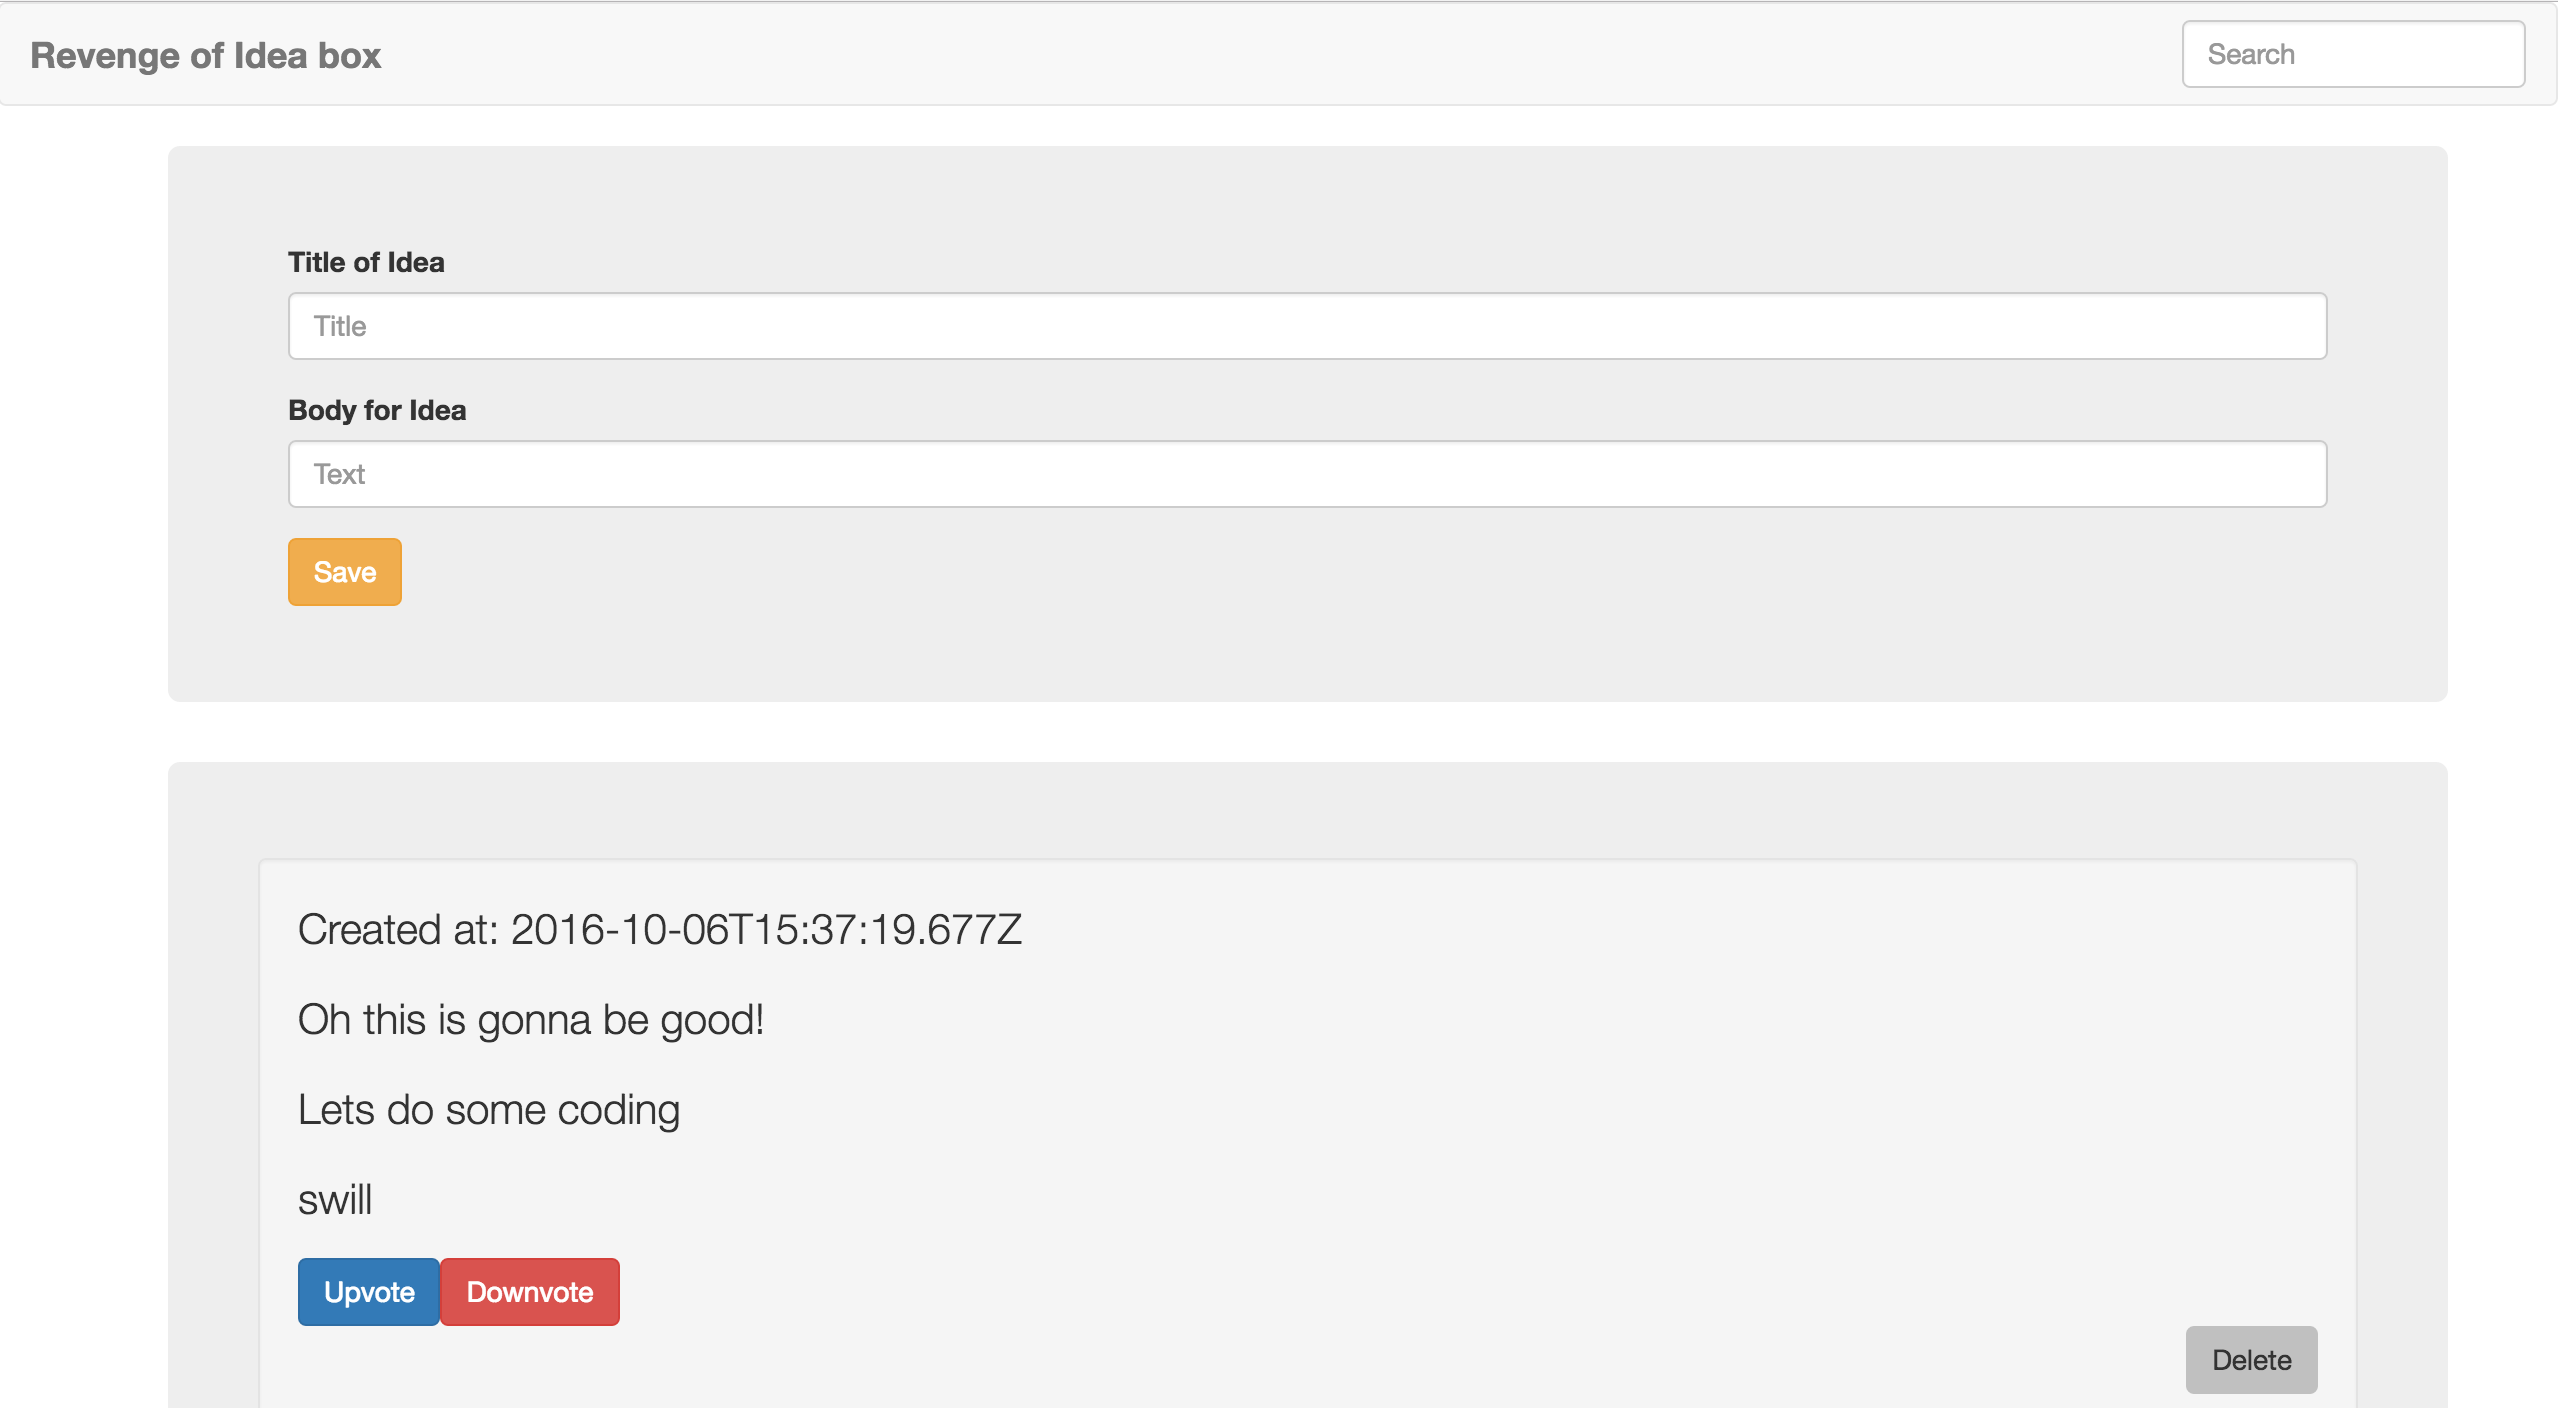 Revenge of Idea box
Search
Title of Idea
Title
Body for Idea
Text
Save
Created at: 2016-10-06T15:37:19.677Z
Oh this is gonna be good!
Lets do some coding
swill
Upvote Downvote
Delete